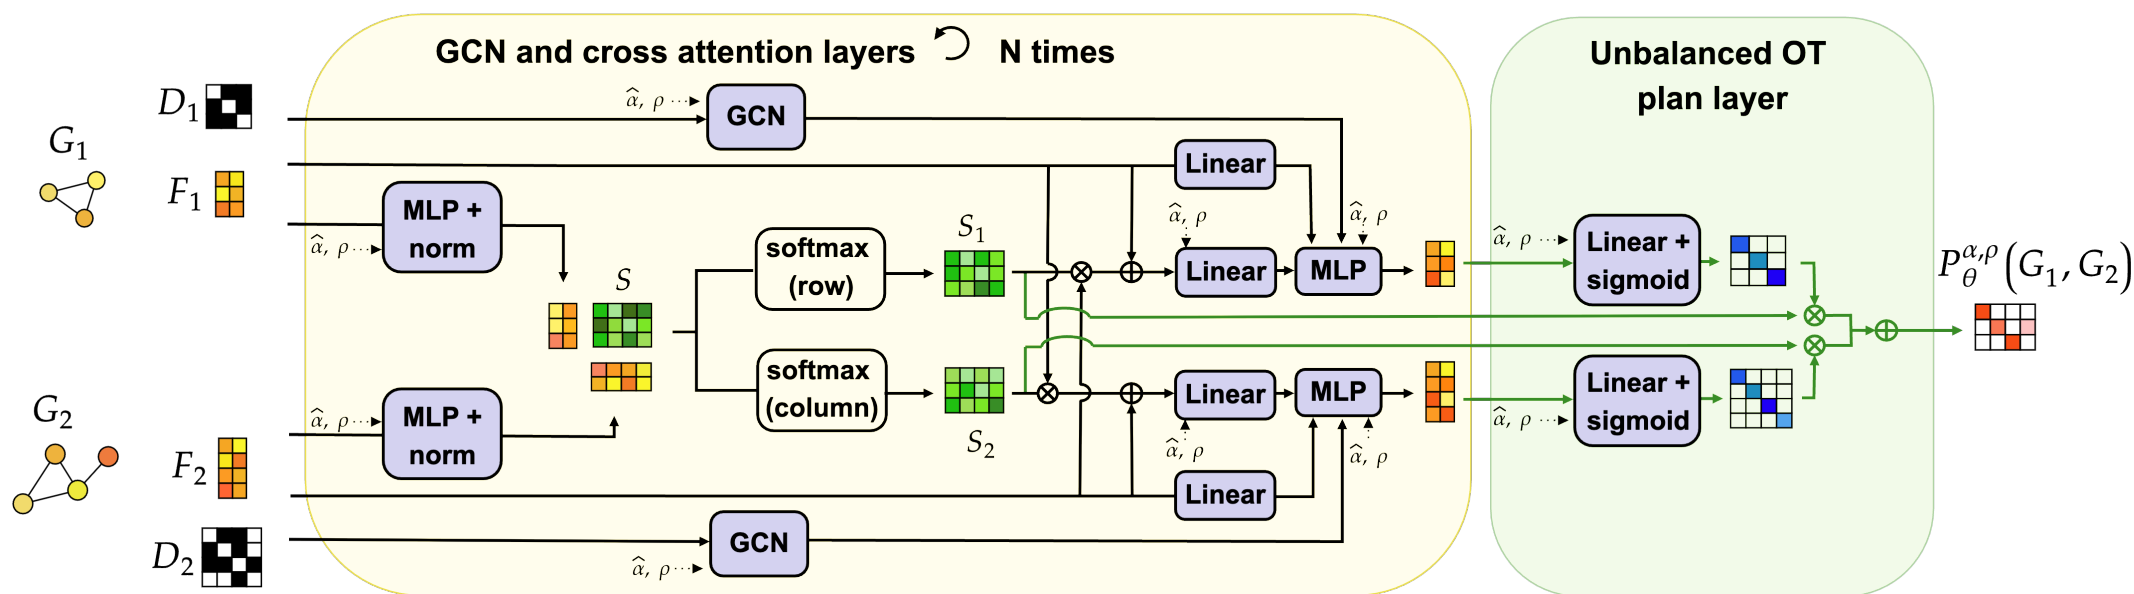 GCN and cross attention layers N times
Unbalanced OT
plan layer
D₁
α̂, ρ
GCN
G₁
F₁
Linear
MLP +
norm
α̂, ρ
softmax
(row)
S₁
α̂, ρ
Linear
α̂, ρ
MLP
α̂, ρ
Linear +
sigmoid
P_θ^{α,ρ}(G₁, G₂)
S
softmax
(column)
S₂
Linear
α̂, ρ
MLP
α̂, ρ
Linear +
sigmoid
α̂, ρ
G₂
α̂, ρ
MLP +
norm
F₂
Linear
D₂
GCN
α̂, ρ